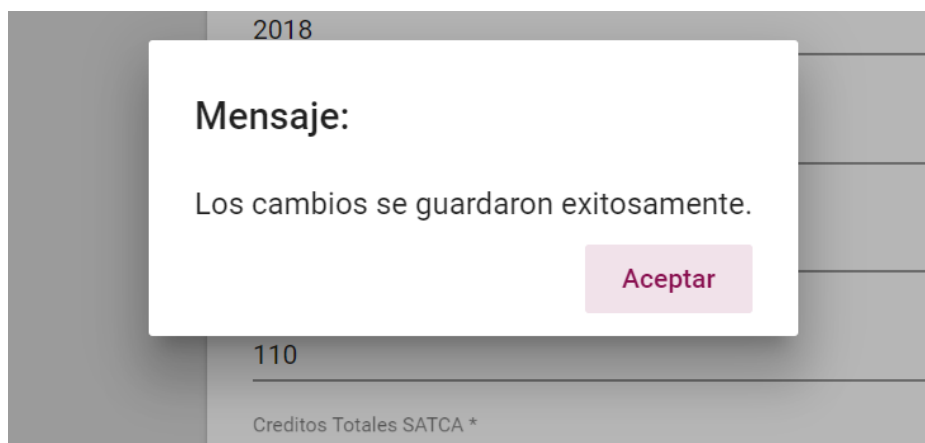 2018
Mensaje:
Los cambios se guardaron exitosamente.
Aceptar
110
Creditos Totales SATCA *